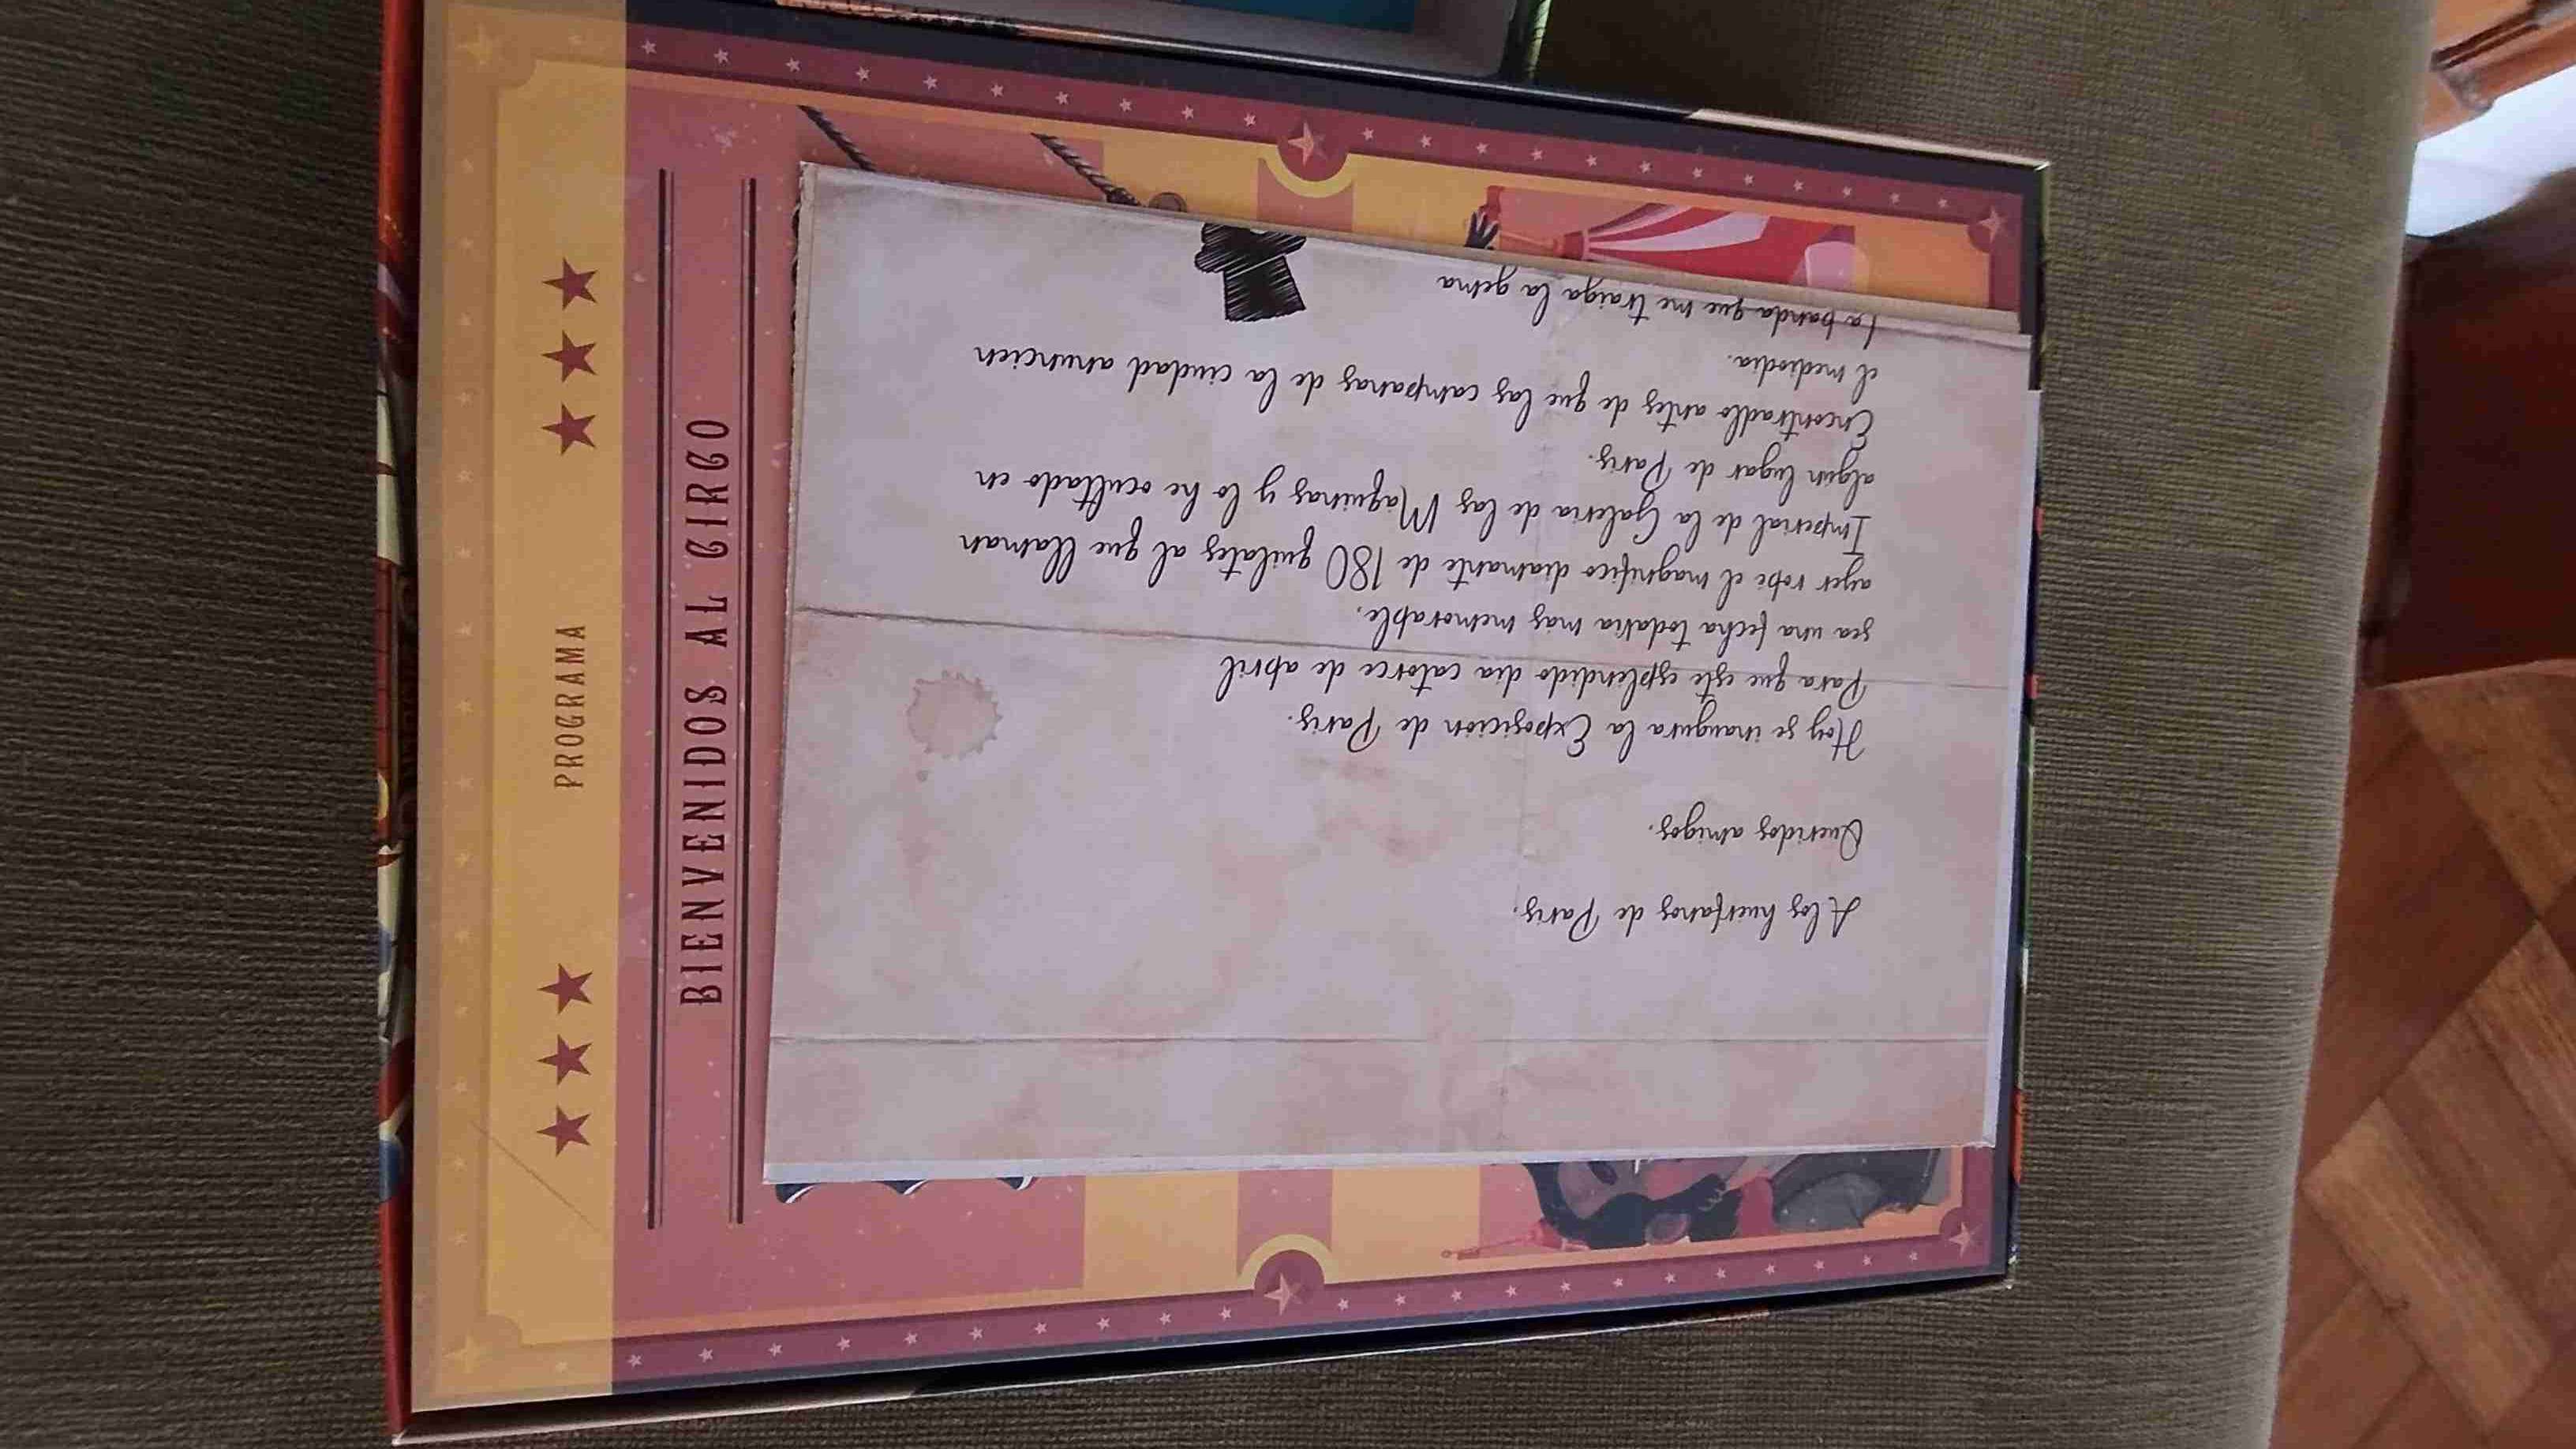 PROGRAMA
BIENVENIDOS AL CIRCO
A los huérfanos de París.
Queridos amigos.
Hoy se inaugura la Exposición de París.
Para que este espléndido día catorce de abril
sea una fecha todavía más memorable,
ayer robé el magnífico diamante de 180 quilates al que llaman
Imperial de la Galería de las Máquinas y lo he ocultado en
algún lugar de París.
Encontradlo antes de que las campanas de la ciudad anuncien
el mediodía.
La banda que me traiga la gema